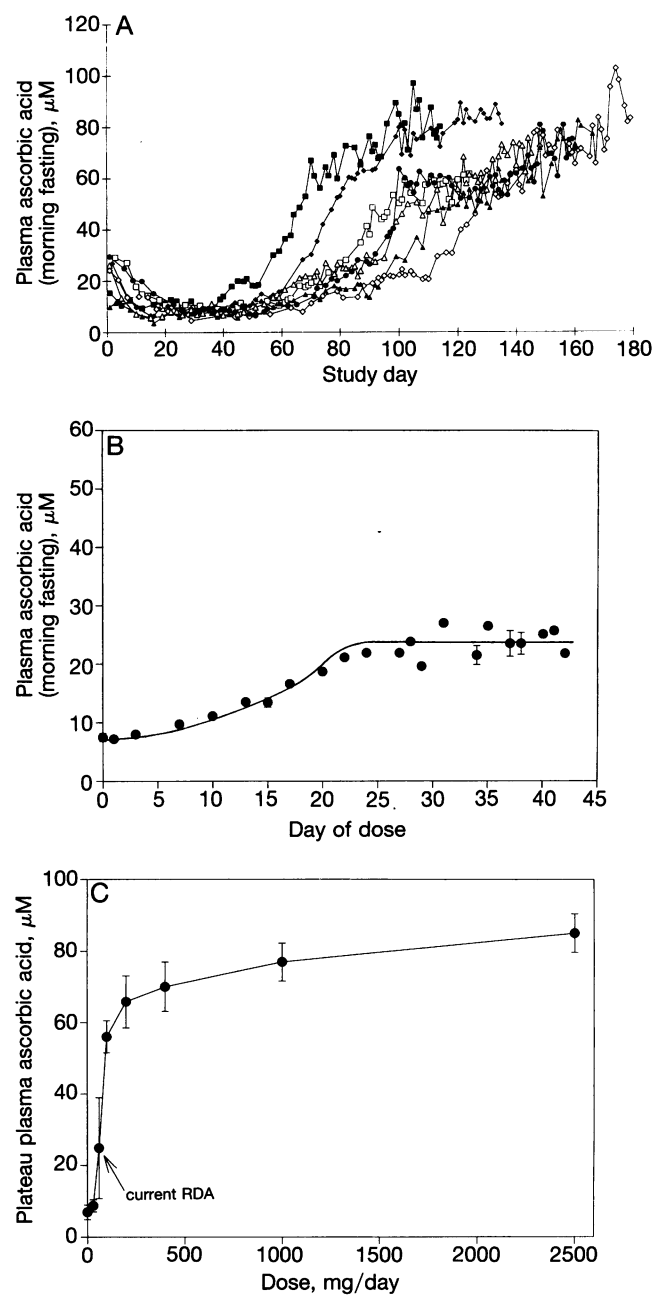 A
Plasma ascorbic acid
(morning fasting), μM
120
100
80
60
40
20
0
0 20 40 60 80 100 120 140 160 180
Study day
B
Plasma ascorbic acid
(morning fasting), μM
60
50
40
30
20
10
0
0 5 10 15 20 25 30 35 40 45
Day of dose
C
Plateau plasma ascorbic acid, μM
100
80
60
40
20
0
current RDA
0 500 1000 1500 2000 2500
Dose, mg/day